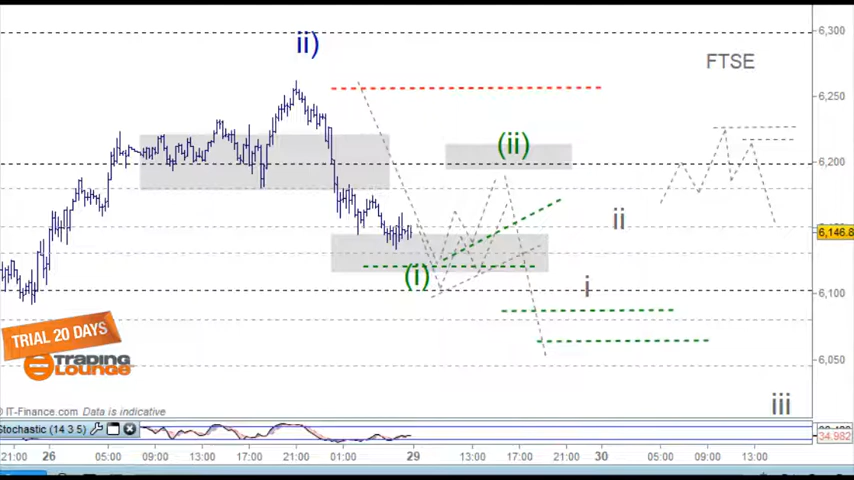 6,300
ii)
FTSE
6,250
(ii)
6,200
ii
6,146.8
(i)
i
6,100
TRIAL 20 DAYS
Trading
Lounge
6,050
iii
© IT-Finance.com Data is indicative
Stochastic (14 3 5)
34.982
21:00 26 05:00 09:00 13:00 17:00 21:00 01:00 29 13:00 17:00 21:00 30 05:00 09:00 13:00